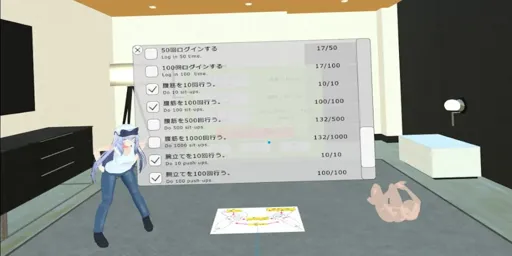 50回ログインする
Log in 50 time.
17/50
100回ログインする
Log in 100 time.
17/100
腹筋を10回行う。
Do 10 sit-ups.
10/10
腹筋を100回行う。
Do 100 sit-ups.
100/100
腹筋を500回行う。
Do 500 sit-ups.
132/500
腹筋を1000回行う。
Do 1000 sit-ups.
132/1000
腕立てを10回行う。
Do 10 push-ups.
10/10
腕立てを100回行う。
Do 100 push-ups.
100/100